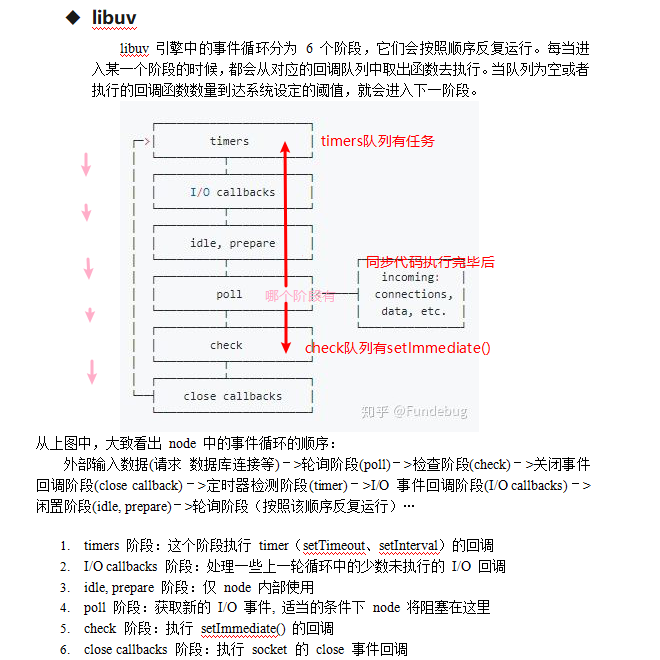 ◆ libuv
libuv 引擎中的事件循环分为 6 个阶段，它们会按照顺序反复运行。每当进
入某一个阶段的时候，都会从对应的回调队列中取出函数去执行。当队列为空或者
执行的回调函数数量到达系统设定的阈值，就会进入下一阶段。
timers
timers队列有任务
I/O callbacks
idle, prepare
同步代码执行完毕后
incoming:
poll
哪个阶段有
connections,
data, etc.
check
check队列有setImmediate()
close callbacks
知乎 @Fundebug
从上图中，大致看出 node 中的事件循环的顺序：
外部输入数据(请求 数据库连接等)－>轮询阶段(poll)－>检查阶段(check)－>关闭事件
回调阶段(close callback)－>定时器检测阶段(timer)－>I/O 事件回调阶段(I/O callbacks)－>
闲置阶段(idle, prepare)－>轮询阶段（按照该顺序反复运行）…
1. timers 阶段：这个阶段执行 timer（setTimeout、setInterval）的回调
2. I/O callbacks 阶段：处理一些上一轮循环中的少数未执行的 I/O 回调
3. idle, prepare 阶段：仅 node 内部使用
4. poll 阶段：获取新的 I/O 事件, 适当的条件下 node 将阻塞在这里
5. check 阶段：执行 setImmediate() 的回调
6. close callbacks 阶段：执行 socket 的 close 事件回调